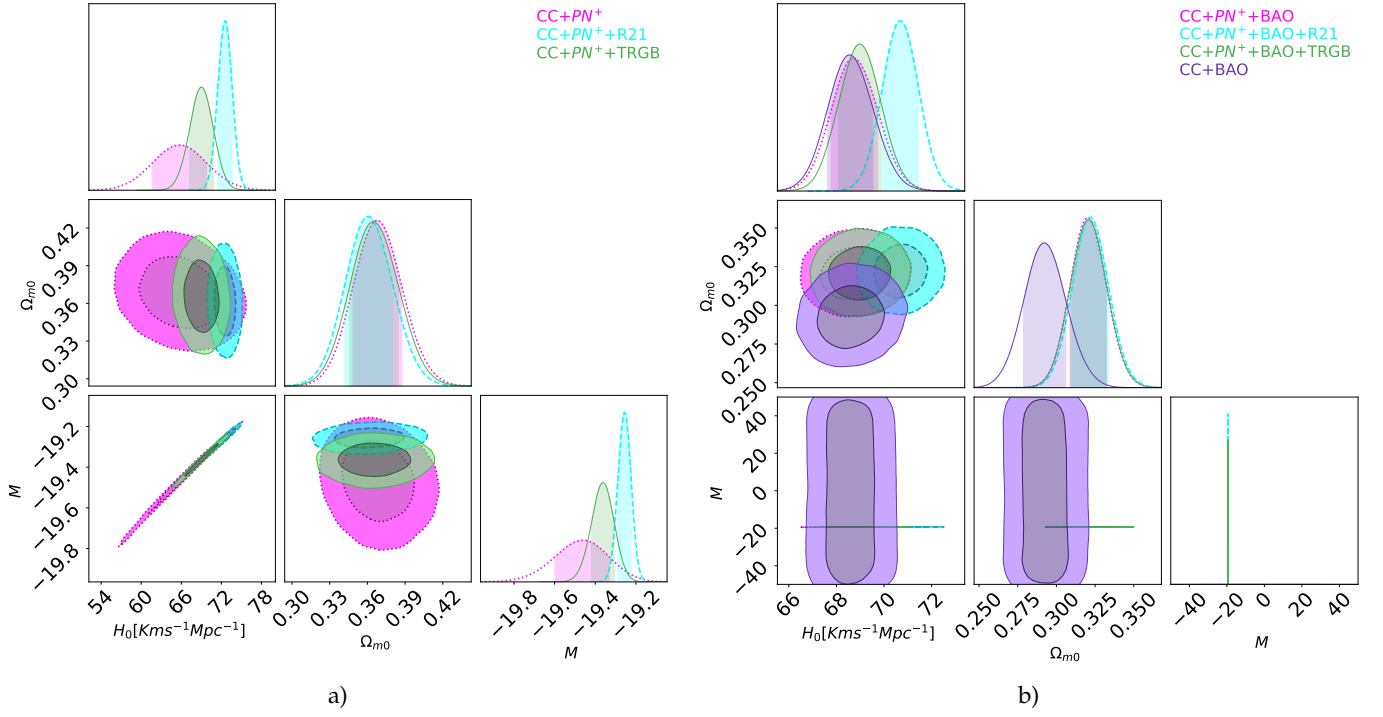 CC+PN⁺
CC+PN⁺+R21
CC+PN⁺+TRGB
0.42
0.39
0.36
0.33
0.30
Ωm0
−19.2
−19.4
−19.6
−19.8
M
54 60 66 72 78
H₀[Kms⁻¹Mpc⁻¹]
0.30 0.33 0.36 0.39 0.42
Ωm0
−19.8 −19.6 −19.4 −19.2
M
a)
CC+PN⁺+BAO
CC+PN⁺+BAO+R21
CC+PN⁺+BAO+TRGB
CC+BAO
0.350
0.325
0.300
0.275
0.250
Ωm0
40
20
0
−20
−40
M
66 68 70 72
H₀[Kms⁻¹Mpc⁻¹]
0.250 0.275 0.300 0.325 0.350
Ωm0
−40 −20 0 20 40
M
b)